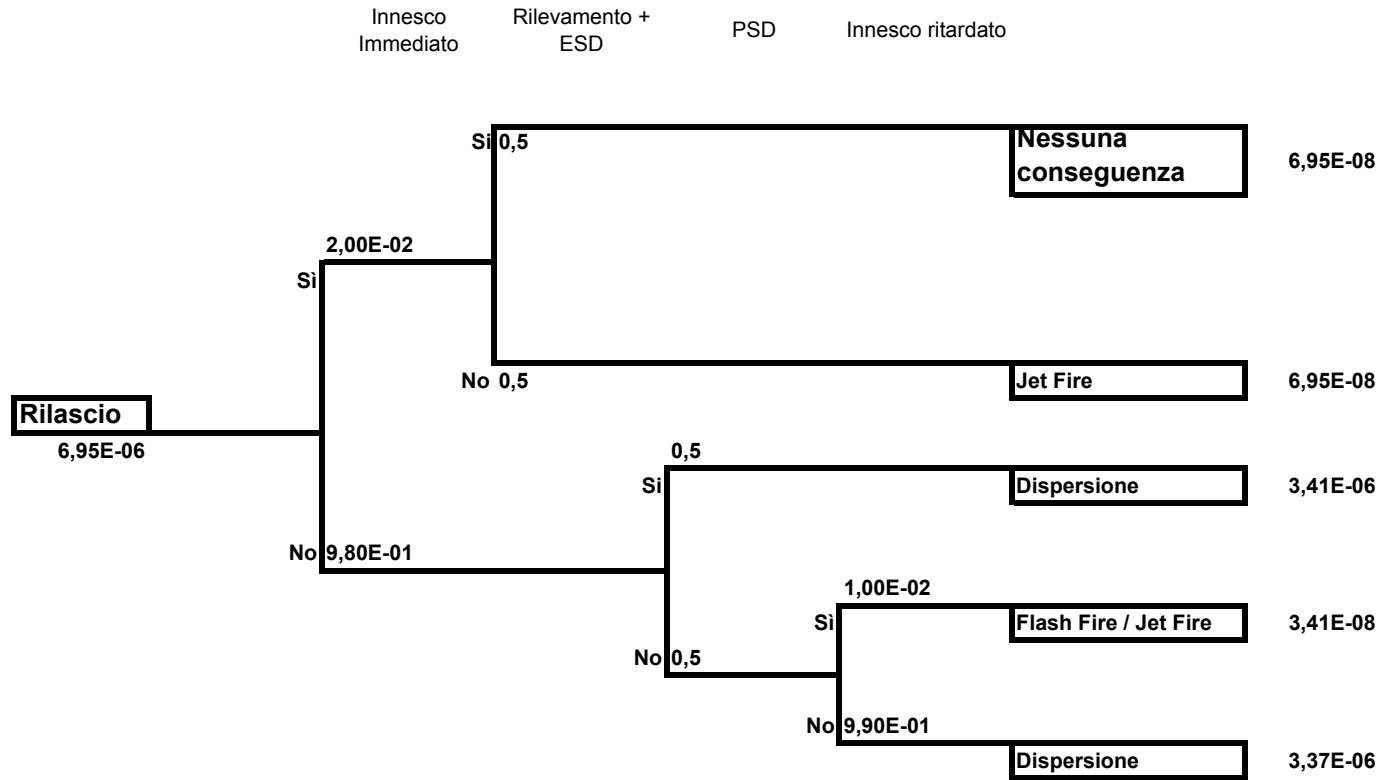 Innesco
Immediato
Rilevamento +
ESD
PSD
Innesco ritardato
Si 0,5
Nessuna
conseguenza
6,95E-08
2,00E-02
Sì
No 0,5
Jet Fire
6,95E-08
Rilascio
6,95E-06
0,5
Si
Dispersione
3,41E-06
No 9,80E-01
1,00E-02
Sì
Flash Fire / Jet Fire
3,41E-08
No 0,5
No 9,90E-01
Dispersione
3,37E-06